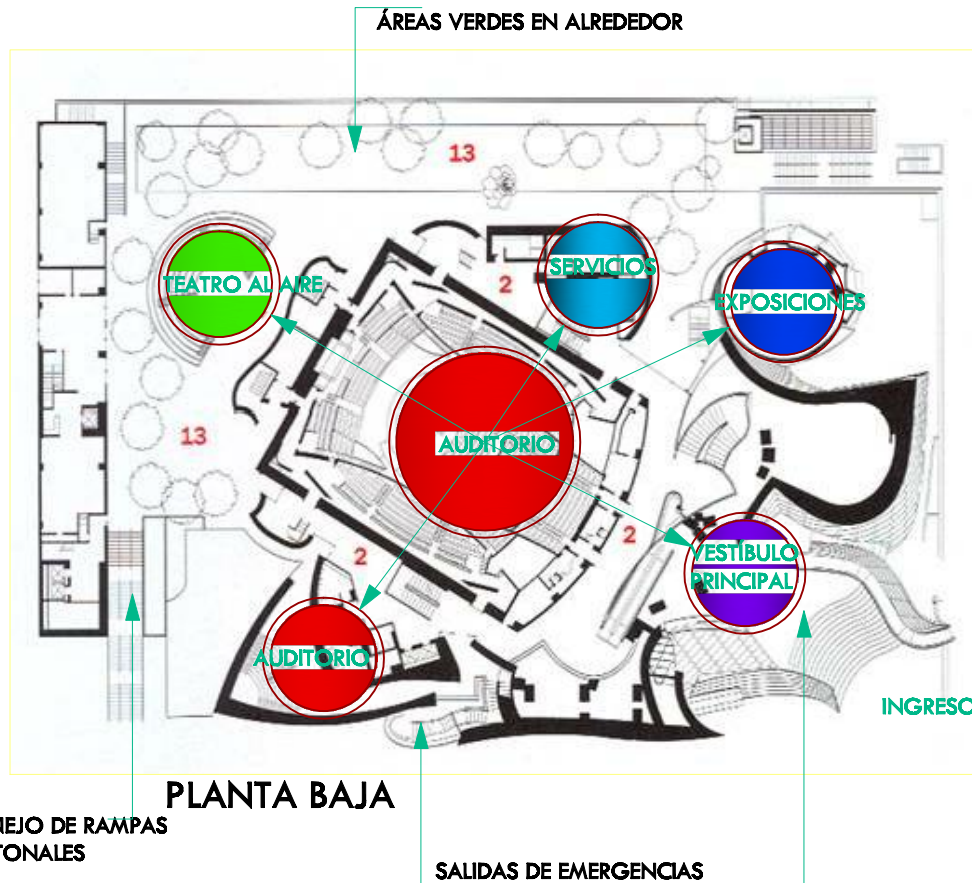 ÁREAS VERDES EN ALREDEDOR
13
TEATRO AL AIRE
SERVICIOS
2
EXPOSICIONES
13
AUDITORIO
2
2
VESTÍBULO
PRINCIPAL
AUDITORIO
INGRESO
PLANTA BAJA
EJO DE RAMPAS
TONALES
SALIDAS DE EMERGENCIAS